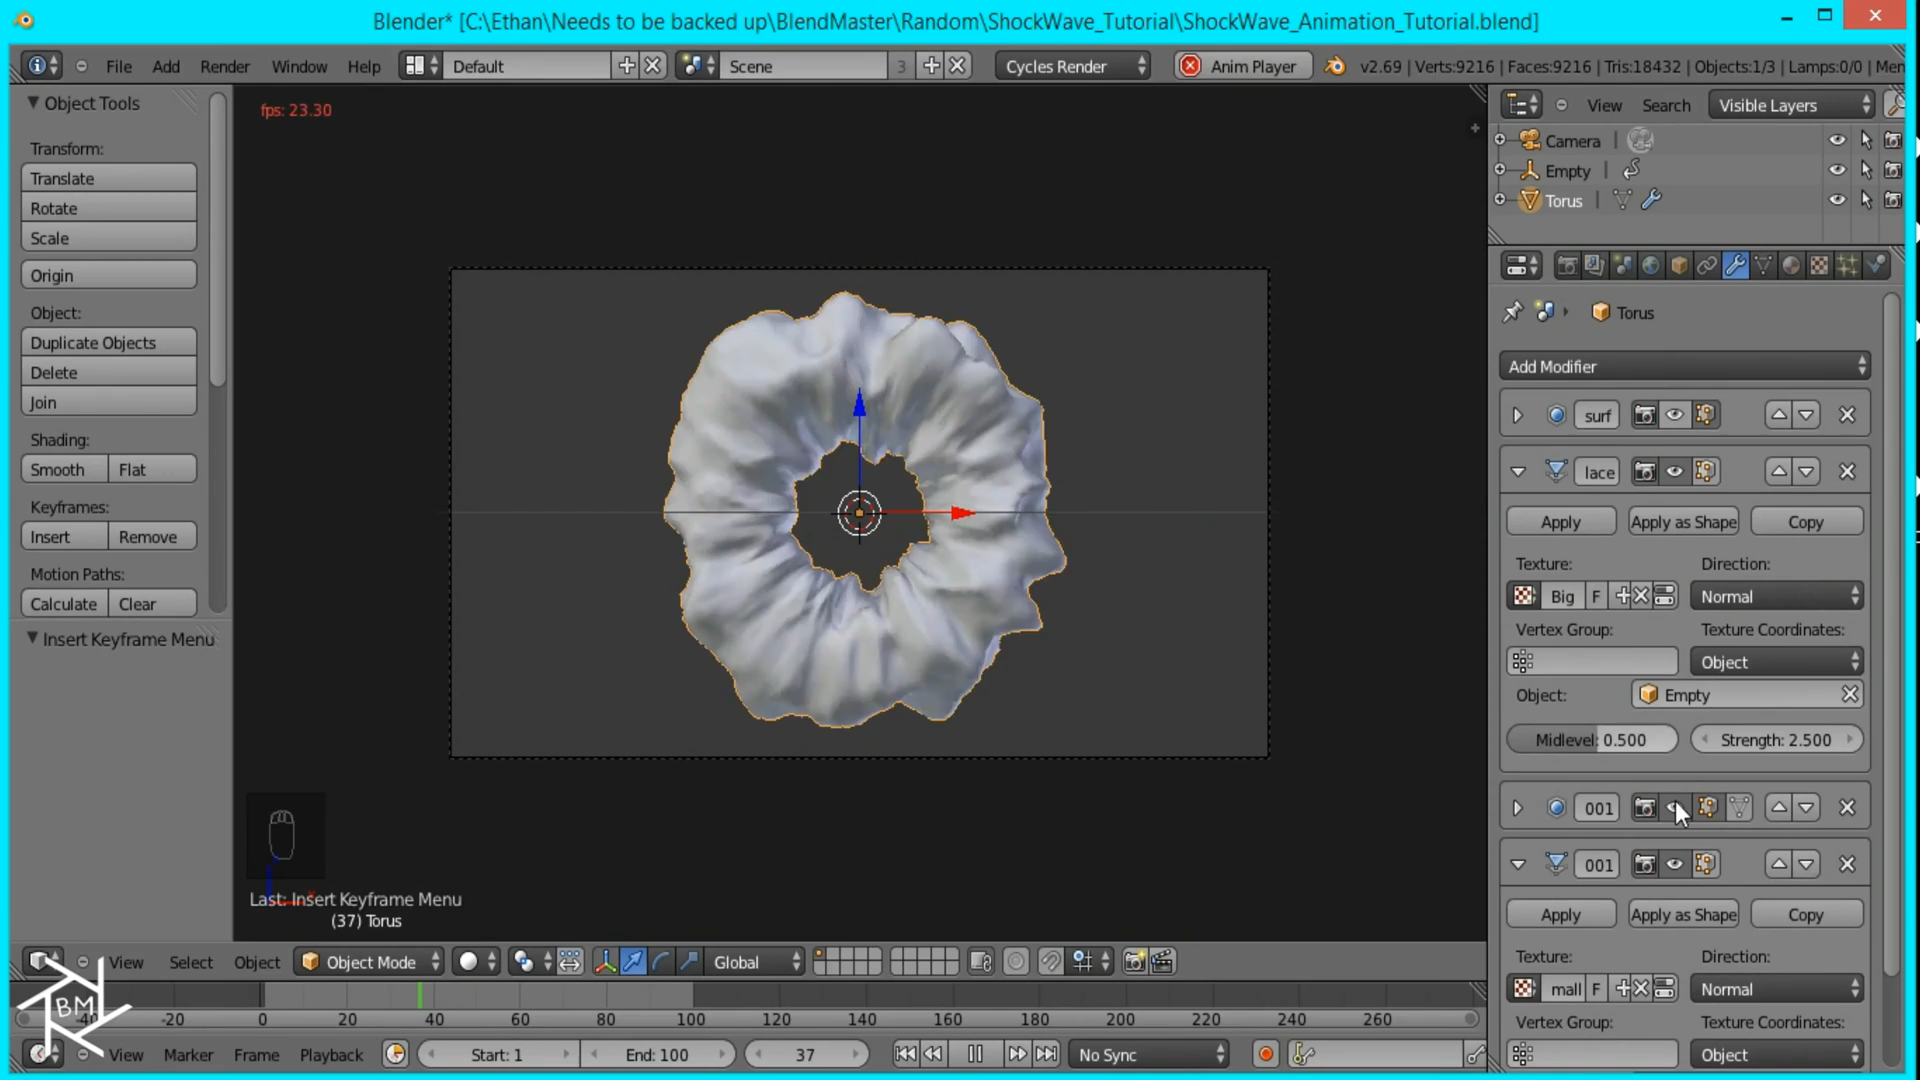 Blender* [C:\Ethan\Needs to be backed up\BlendMaster\Random\ShockWave_Tutorial\ShockWave_Animation_Tutorial.blend]
File Add Render Window Help Default Scene 3 Cycles Render Anim Player v2.69 | Verts:9216 | Faces:9216 | Tris:18432 | Objects:1/3 | Lamps:0/0 | Men
Object Tools
Transform:
Translate
Rotate
Scale
Origin
Object:
Duplicate Objects
Delete
Join
Shading:
Smooth Flat
Keyframes:
Insert Remove
Motion Paths:
Calculate Clear
Insert Keyframe Menu
fps: 23.30
Last: Insert Keyframe Menu
(37) Torus
View Search Visible Layers
Camera
Empty
Torus
Torus
Add Modifier
surf
lace
Apply Apply as Shape Copy
Texture: Direction:
Big F Normal
Vertex Group: Texture Coordinates:
Object
Object: Empty
Midlevel: 0.500 Strength: 2.500
001
001
Apply Apply as Shape Copy
Texture: Direction:
mall F Normal
Vertex Group: Texture Coordinates:
Object
View Select Object Object Mode Global
-40 -20 0 20 40 60 80 100 120 140 160 180 200 220 240 260
View Marker Frame Playback Start: 1 End: 100 37 No Sync
BM